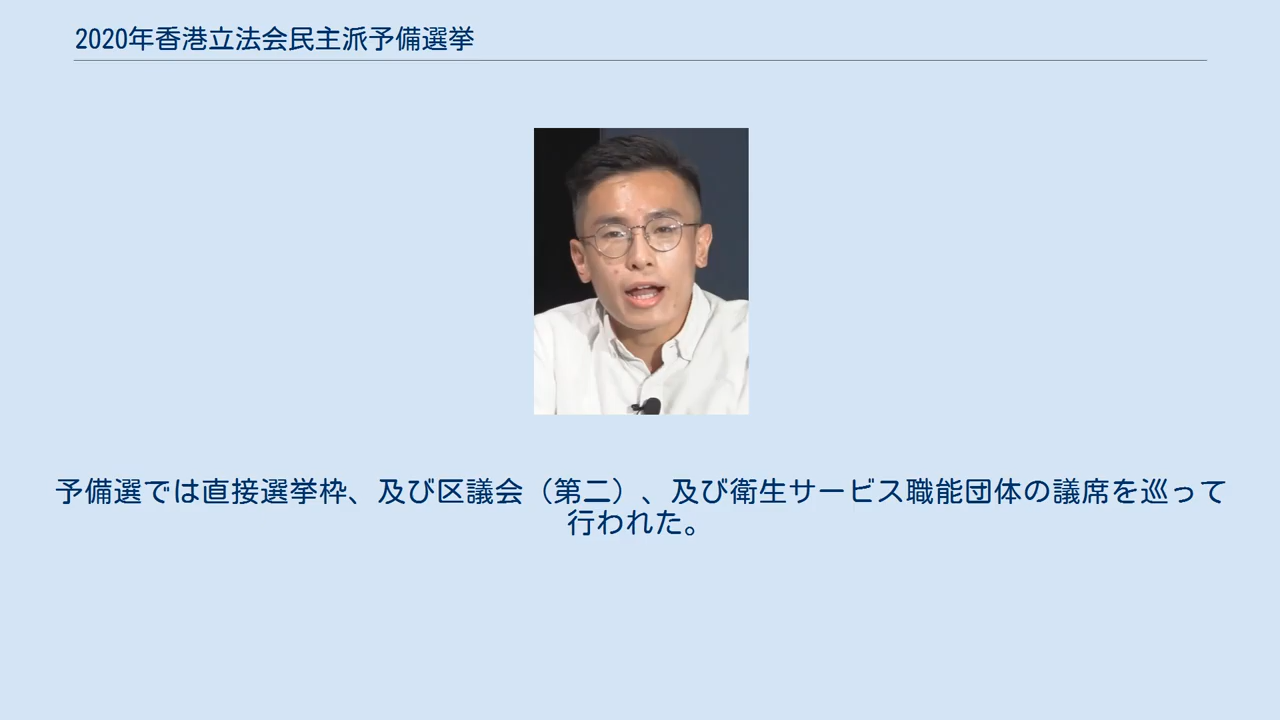 2020年香港立法会民主派予備選挙
予備選では直接選挙枠、及び区議会（第二）、及び衛生サービス職能団体の議席を巡って
行われた。